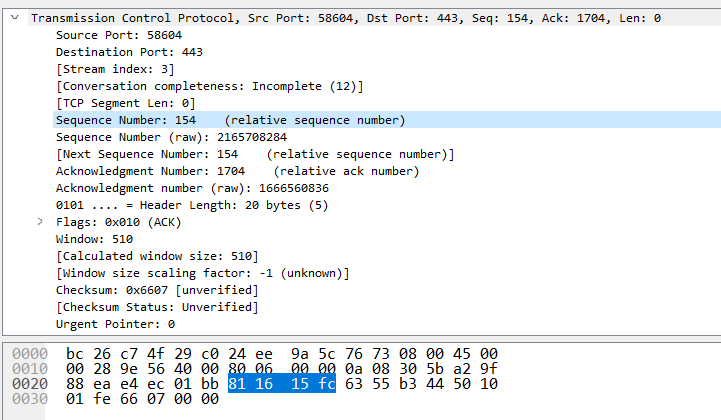 Transmission Control Protocol, Src Port: 58604, Dst Port: 443, Seq: 154, Ack: 1704, Len: 0
Source Port: 58604
Destination Port: 443
[Stream index: 3]
[Conversation completeness: Incomplete (12)]
[TCP Segment Len: 0]
Sequence Number: 154    (relative sequence number)
Sequence Number (raw): 2165708284
[Next Sequence Number: 154    (relative sequence number)]
Acknowledgment Number: 1704    (relative ack number)
Acknowledgment number (raw): 1666560836
0101 .... = Header Length: 20 bytes (5)
Flags: 0x010 (ACK)
Window: 510
[Calculated window size: 510]
[Window size scaling factor: -1 (unknown)]
Checksum: 0x6607 [unverified]
[Checksum Status: Unverified]
Urgent Pointer: 0
0000  bc 26 c7 4f 29 c0 24 ee  9a 5c 76 73 08 00 45 00
0010  00 28 9e 56 40 00 80 06  00 00 0a 08 30 5b a2 9f
0020  88 ea e4 ec 01 bb 81 16  15 fc 63 55 b3 44 50 10
0030  01 fe 66 07 00 00